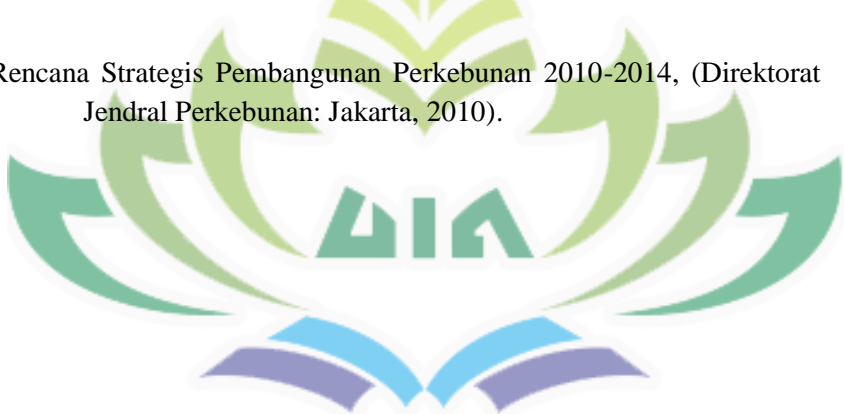 Rencana Strategis Pembangunan Perkebunan 2010-2014, (Direktorat
Jendral Perkebunan: Jakarta, 2010).